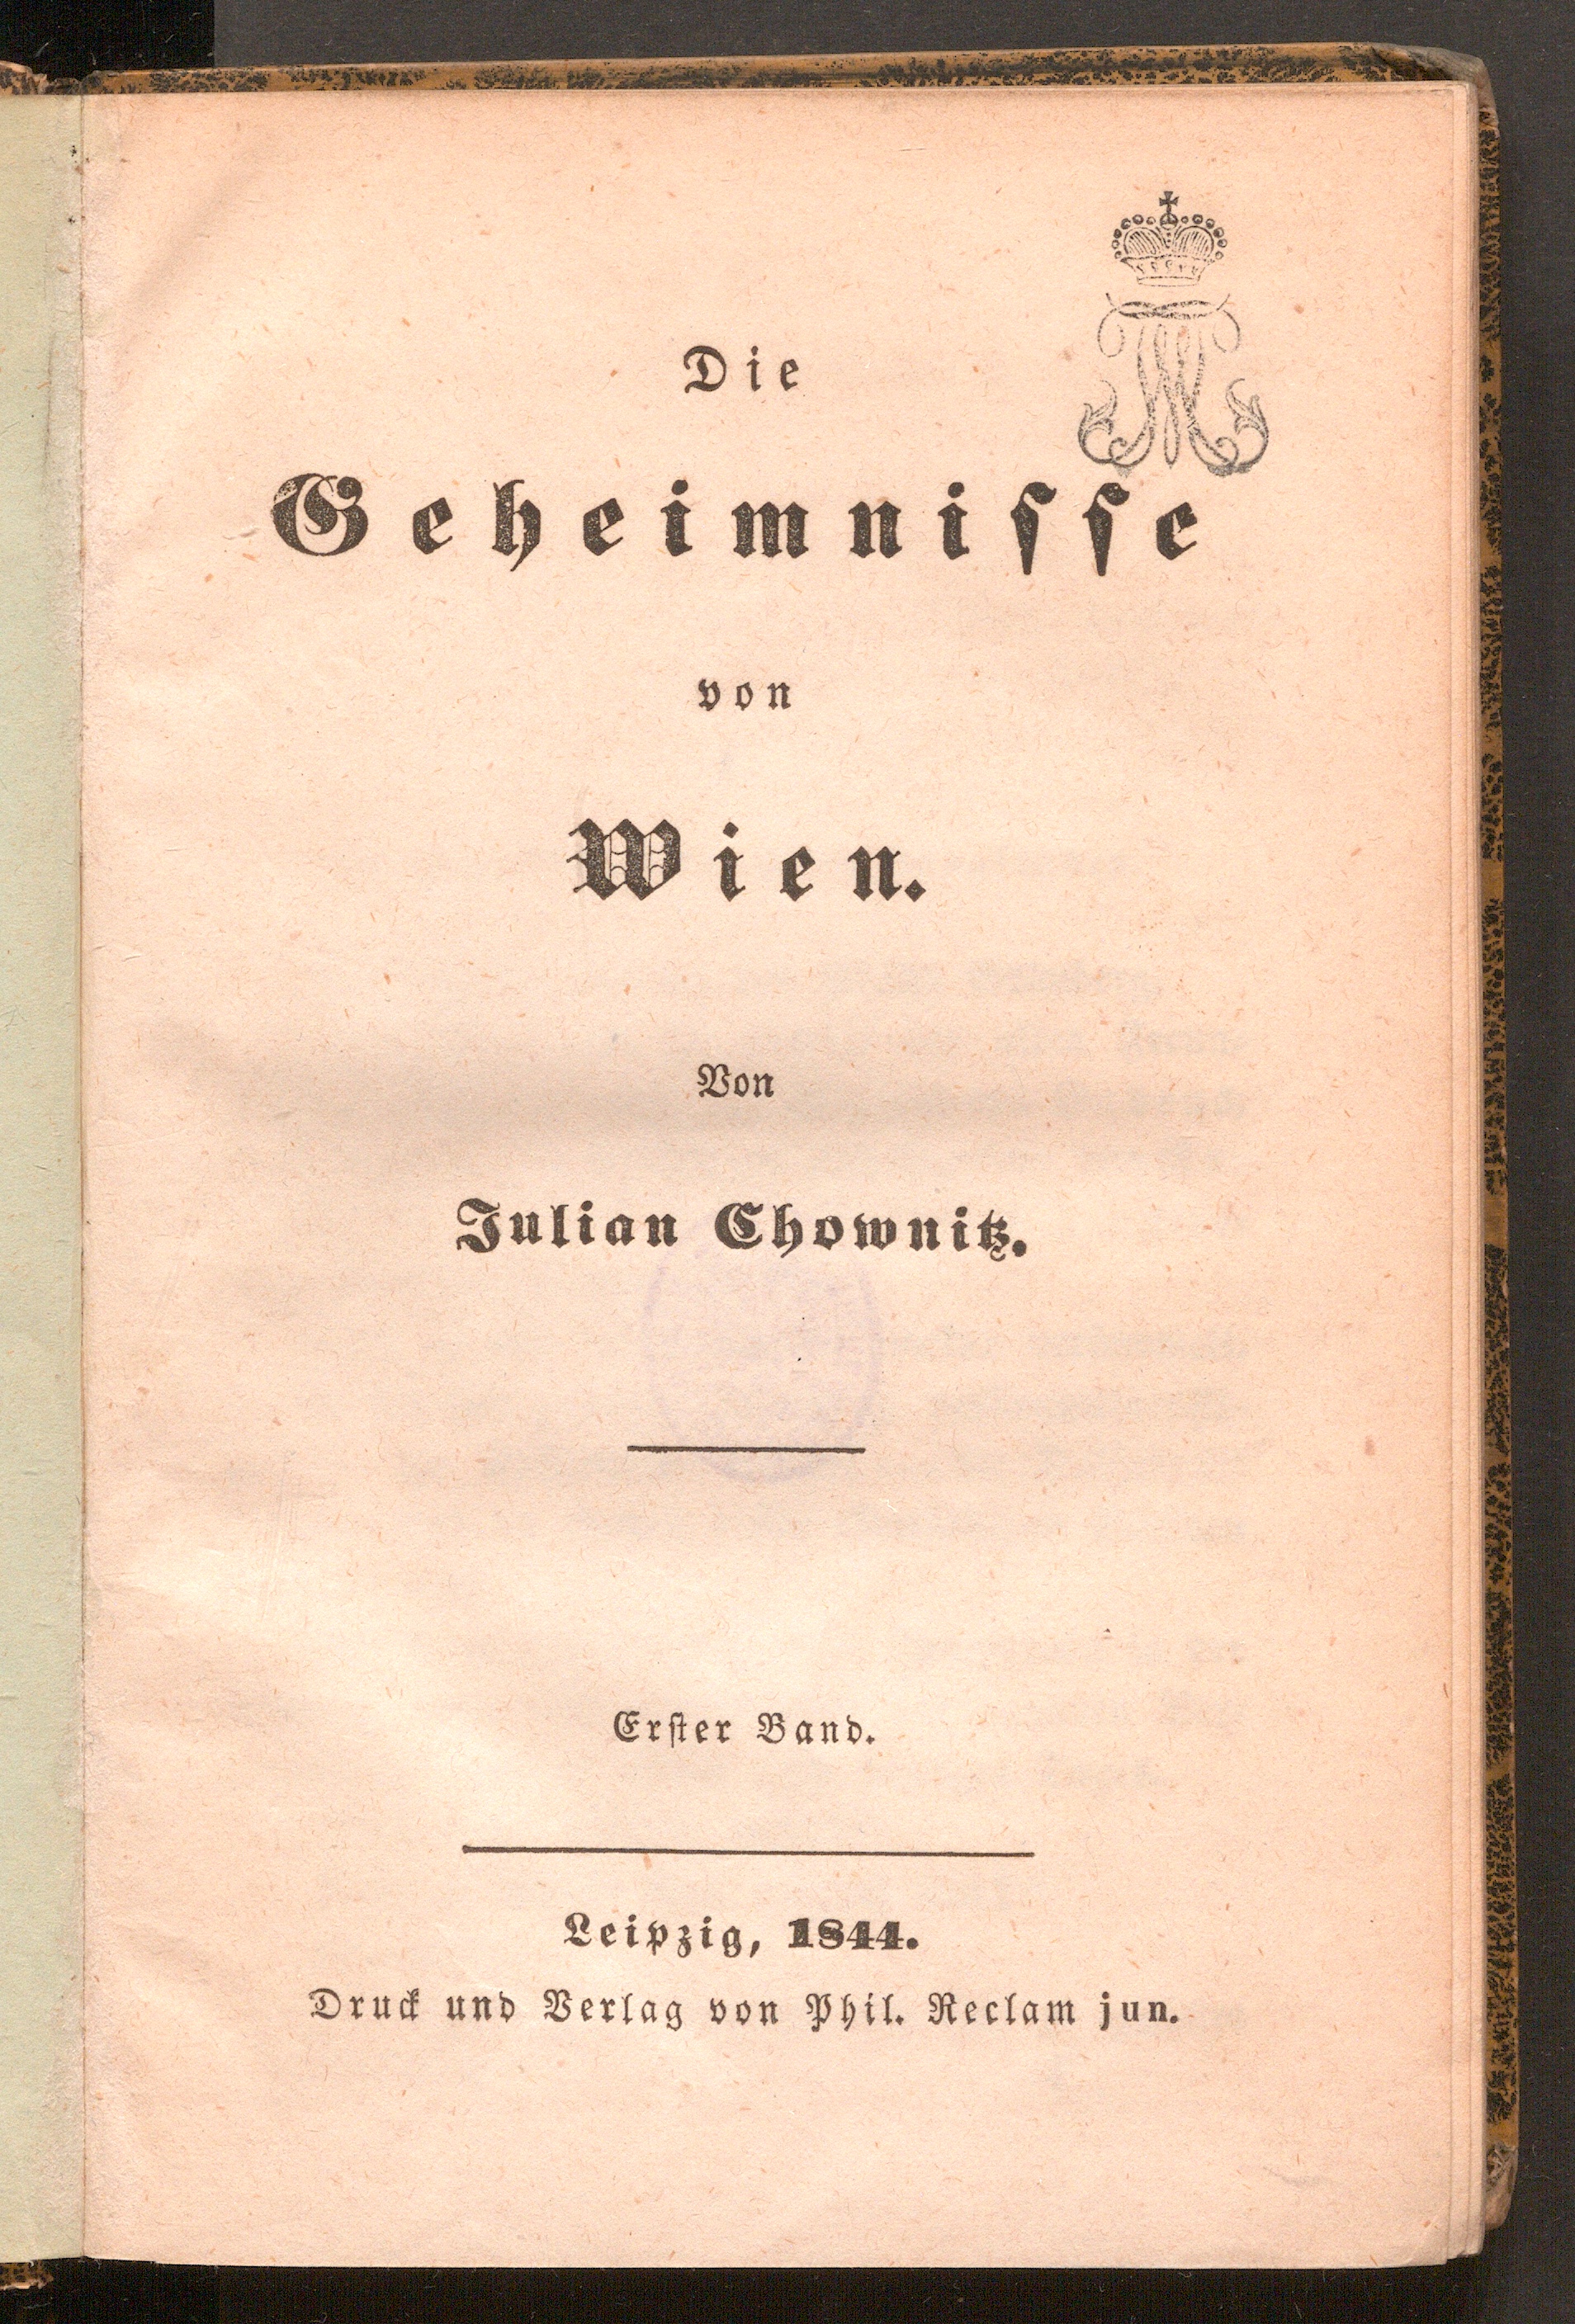 Die
Geheimnisse
von
Wien.
Von
Julian Chownitz.
Erster Band.
Leipzig, 1844.
Druck und Verlag von Phil. Reclam jun.